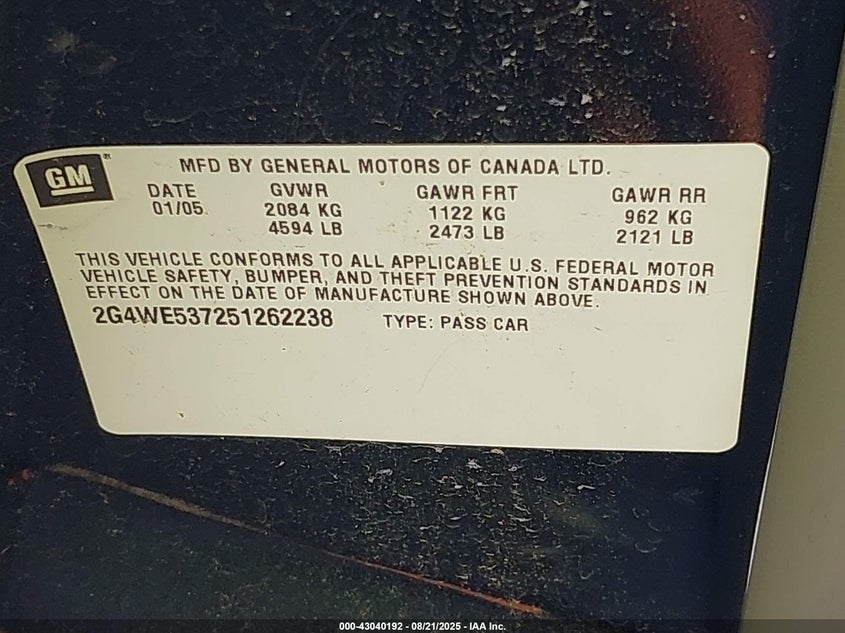 GM
MFD BY GENERAL MOTORS OF CANADA LTD.
DATE GVWR GAWR FRT GAWR RR
01/05 2084 KG 1122 KG 962 KG
4594 LB 2473 LB 2121 LB
THIS VEHICLE CONFORMS TO ALL APPLICABLE U.S. FEDERAL MOTOR
VEHICLE SAFETY, BUMPER, AND THEFT PREVENTION STANDARDS IN
EFFECT ON THE DATE OF MANUFACTURE SHOWN ABOVE.
2G4WE537251262238 TYPE: PASS CAR
000-43040192 - 08/21/2025 - IAA Inc.